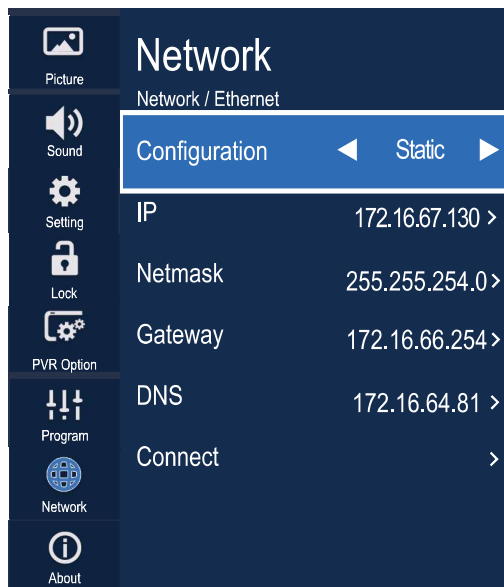 Picture
Sound
Setting
Lock
PVR Option
Program
Network
About
Network
Network / Ethernet
Configuration Static
IP 172.16.67.130 >
Netmask 255.255.254.0 >
Gateway 172.16.66.254 >
DNS 172.16.64.81 >
Connect >